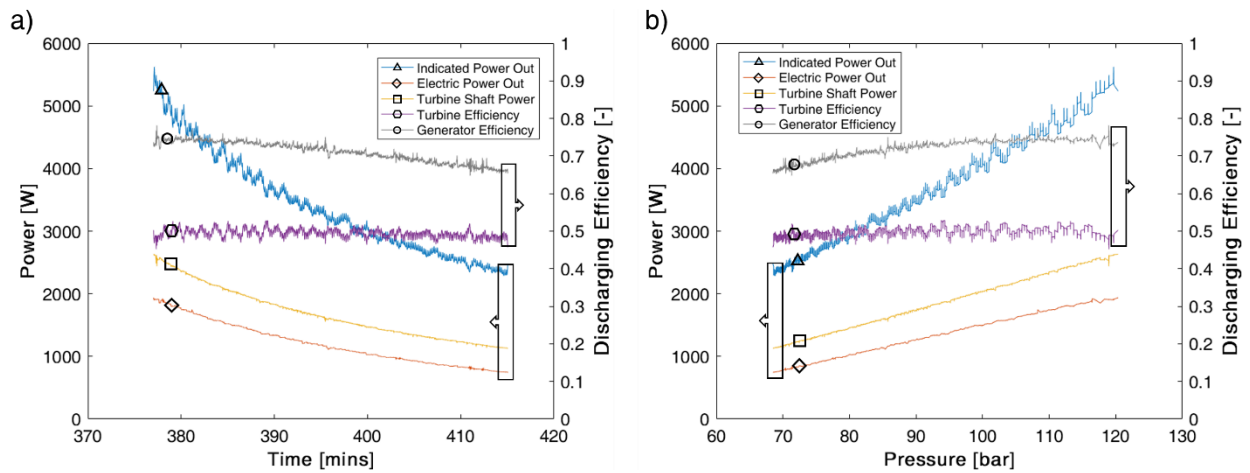 a)
6000
5000
4000
3000
2000
1000
0
Power [W]
370
380
390
400
410
420
Time [mins]
1
0.9
0.8
0.7
0.6
0.5
0.4
0.3
0.2
0.1
0
Discharging Efficiency [-]
Indicated Power Out
Electric Power Out
Turbine Shaft Power
Turbine Efficiency
Generator Efficiency
b)
6000
5000
4000
3000
2000
1000
0
Power [W]
60
70
80
90
100
110
120
130
Pressure [bar]
1
0.9
0.8
0.7
0.6
0.5
0.4
0.3
0.2
0.1
0
Discharging Efficiency [-]
Indicated Power Out
Electric Power Out
Turbine Shaft Power
Turbine Efficiency
Generator Efficiency